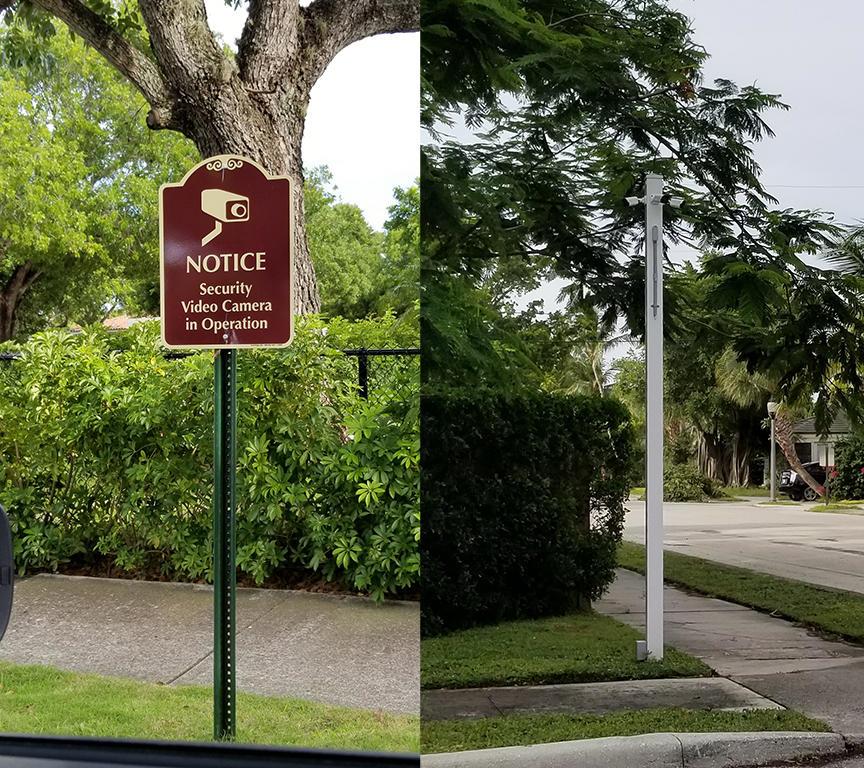 NOTICE
Security
Video Camera
in Operation